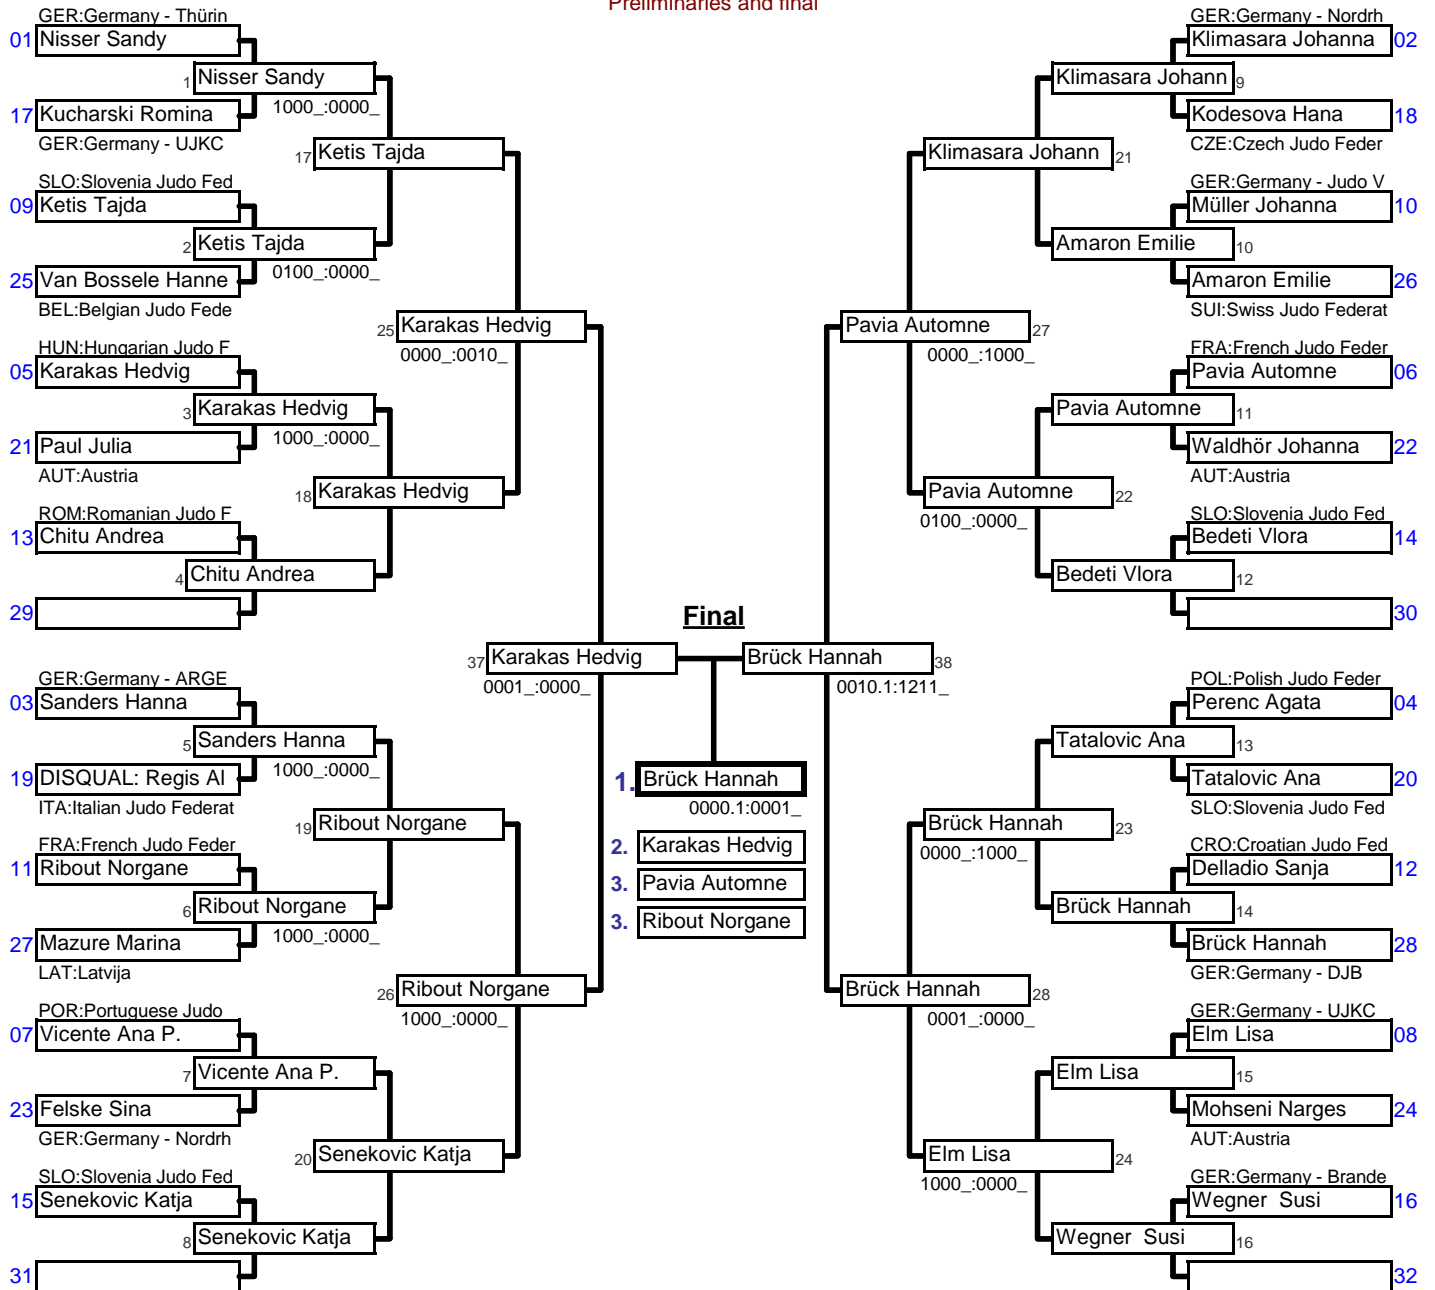 Preliminaries and final
GER:Germany - Thürin
01 Nisser Sandy
1 Nisser Sandy
1000_:0000_
17 Kucharski Romina
GER:Germany - UJKC
17 Ketis Tajda
SLO:Slovenia Judo Fed
09 Ketis Tajda
2 Ketis Tajda
0100_:0000_
25 Van Bossele Hanne
BEL:Belgian Judo Fede
25 Karakas Hedvig
0000_:0010_
HUN:Hungarian Judo F
05 Karakas Hedvig
3 Karakas Hedvig
1000_:0000_
21 Paul Julia
AUT:Austria
18 Karakas Hedvig
ROM:Romanian Judo F
13 Chitu Andrea
4 Chitu Andrea
29
37 Karakas Hedvig
0001_:0000_
GER:Germany - ARGE
03 Sanders Hanna
5 Sanders Hanna
1000_:0000_
19 DISQUAL: Regis Al
ITA:Italian Judo Federat
19 Ribout Norgane
FRA:French Judo Feder
11 Ribout Norgane
6 Ribout Norgane
1000_:0000_
27 Mazure Marina
LAT:Latvija
26 Ribout Norgane
1000_:0000_
POR:Portuguese Judo
07 Vicente Ana P.
7 Vicente Ana P.
23 Felske Sina
GER:Germany - Nordrh
20 Senekovic Katja
SLO:Slovenia Judo Fed
15 Senekovic Katja
8 Senekovic Katja
31
Final
1. Brück Hannah
0000.1:0001_
2. Karakas Hedvig
3. Pavia Automne
3. Ribout Norgane
GER:Germany - Nordrh
Klimasara Johanna 02
Klimasara Johann 9
Kodesova Hana 18
CZE:Czech Judo Feder
Klimasara Johann 21
GER:Germany - Judo V
Müller Johanna 10
Amaron Emilie 10
Amaron Emilie 26
SUI:Swiss Judo Federat
Pavia Automne 27
0000_:1000_
FRA:French Judo Feder
Pavia Automne 06
Pavia Automne 11
Waldhör Johanna 22
AUT:Austria
Pavia Automne 22
0100_:0000_
SLO:Slovenia Judo Fed
Bedeti Vlora 14
Bedeti Vlora 12
30
Brück Hannah 38
0010.1:1211_
POL:Polish Judo Feder
Perenc Agata 04
Tatalovic Ana 13
Tatalovic Ana 20
SLO:Slovenia Judo Fed
Brück Hannah 23
0000_:1000_
CRO:Croatian Judo Fed
Delladio Sanja 12
Brück Hannah 14
Brück Hannah 28
GER:Germany - DJB
Brück Hannah 28
0001_:0000_
GER:Germany - UJKC
Elm Lisa 08
Elm Lisa 15
Mohseni Narges 24
AUT:Austria
Elm Lisa 24
1000_:0000_
GER:Germany - Brande
Wegner  Susi 16
Wegner  Susi 16
32